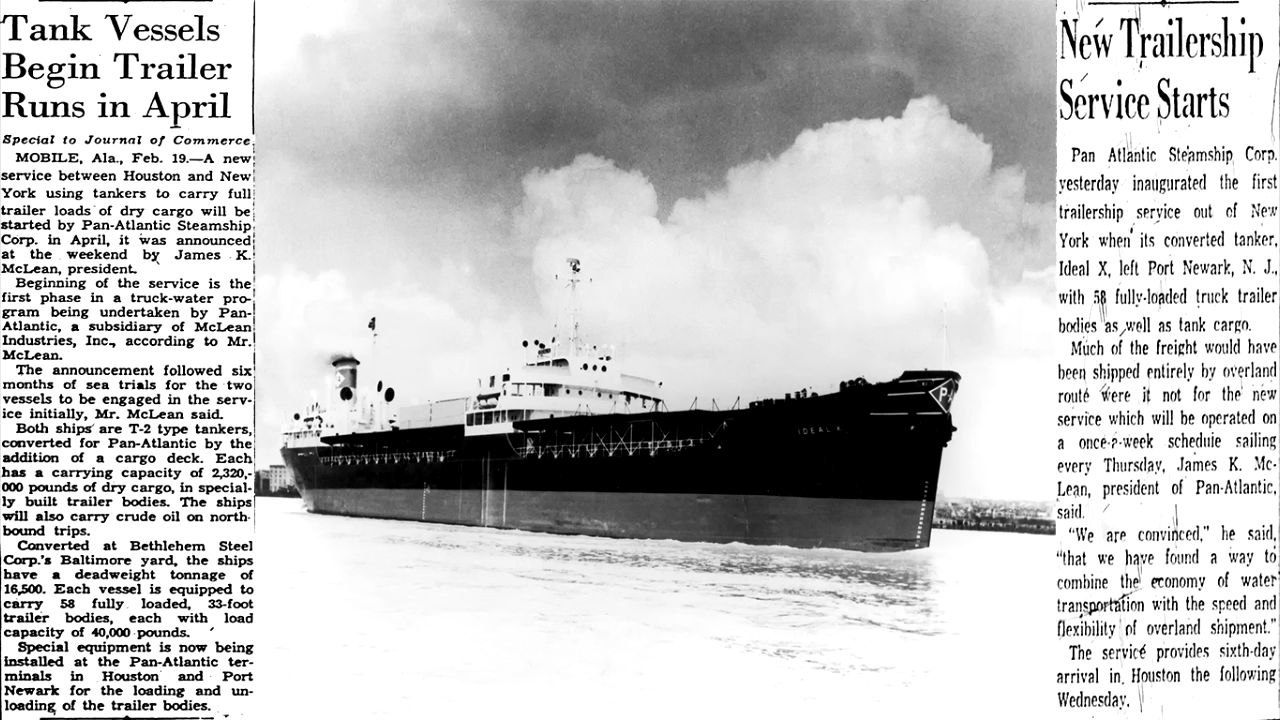 Tank Vessels
Begin Trailer
Runs in April
Special to Journal of Commerce
MOBILE, Ala., Feb. 19.—A new
service between Houston and New
York using tankers to carry full
trailer loads of dry cargo will be
started by Pan-Atlantic Steamship
Corp. in April, it was announced
at the weekend by James K.
McLean, president.
Beginning of the service is the
first phase in a truck-water pro-
gram being undertaken by Pan-
Atlantic, a subsidiary of McLean
Industries, Inc., according to Mr.
McLean.
The announcement followed six
months of sea trials for the two
vessels to be engaged in the serv-
ice initially, Mr. McLean said.
Both ships are T-2 type tankers,
converted for Pan-Atlantic by the
addition of a cargo deck. Each
has a carrying capacity of 2,320,-
000 pounds of dry cargo, in special-
ly built trailer bodies. The ships
will also carry crude oil on north-
bound trips.
Converted at Bethlehem Steel
Corp.'s Baltimore yard, the ships
have a deadweight tonnage of
16,500. Each vessel is equipped to
carry 58 fully loaded, 33-foot
trailer bodies, each with load
capacity of 40,000 pounds.
Special equipment is now being
installed at the Pan-Atlantic ter-
minals in Houston and Port
Newark for the loading and un-
loading of the trailer bodies.
IDEAL X
P
New Trailership
Service Starts
Pan Atlantic Steamship Corp.
yesterday inaugurated the first
trailership service out of New
York when its converted tanker,
Ideal X, left Port Newark, N. J.,
with 58 fully-loaded truck trailer
bodies as well as tank cargo.
Much of the freight would have
been shipped entirely by overland
route were it not for the new
service which will be operated on
a once-a-week schedule sailing
every Thursday, James K. Mc-
Lean, president of Pan-Atlantic,
said.
"We are convinced," he said,
"that we have found a way to
combine the economy of water
transportation with the speed and
flexibility of overland shipment."
The service provides sixth-day
arrival in Houston the following
Wednesday.